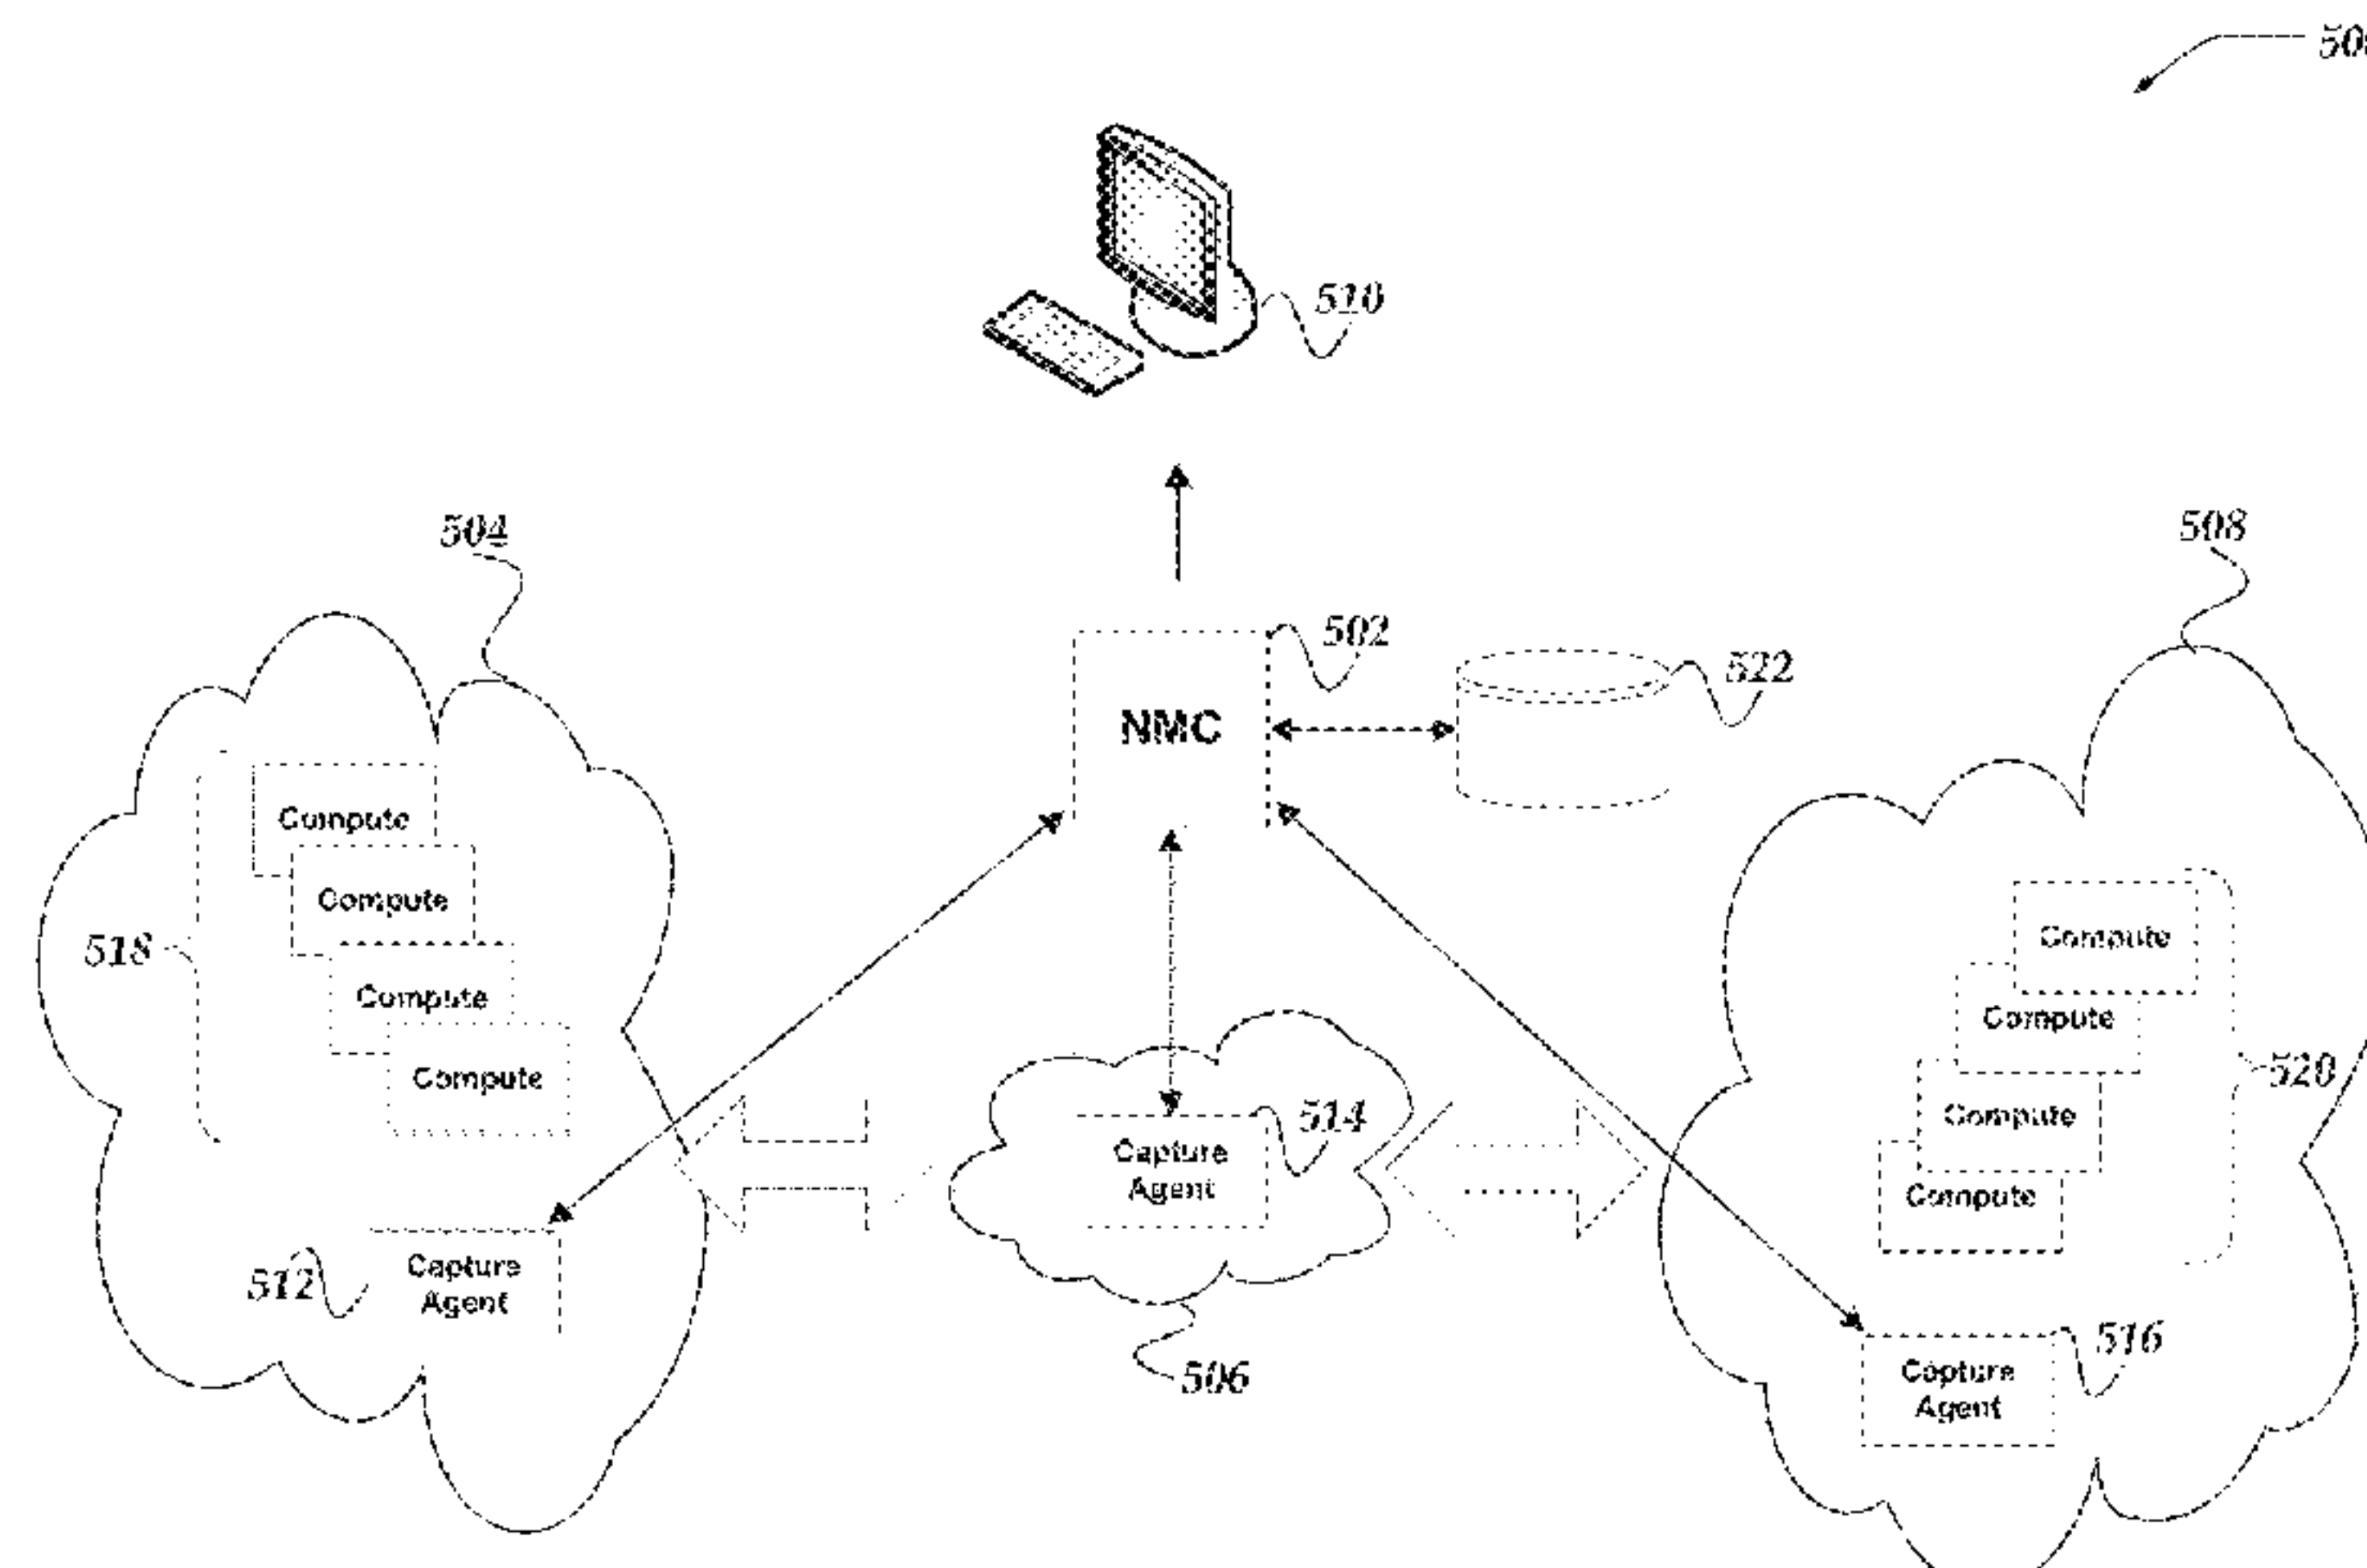 510
504
508
502
522
NMC
Compute
Compute
Compute
Compute
518
Compute
Compute
Compute
Compute
520
514
Capture
Agent
512
Capture
Agent
506
516
Capture
Agent